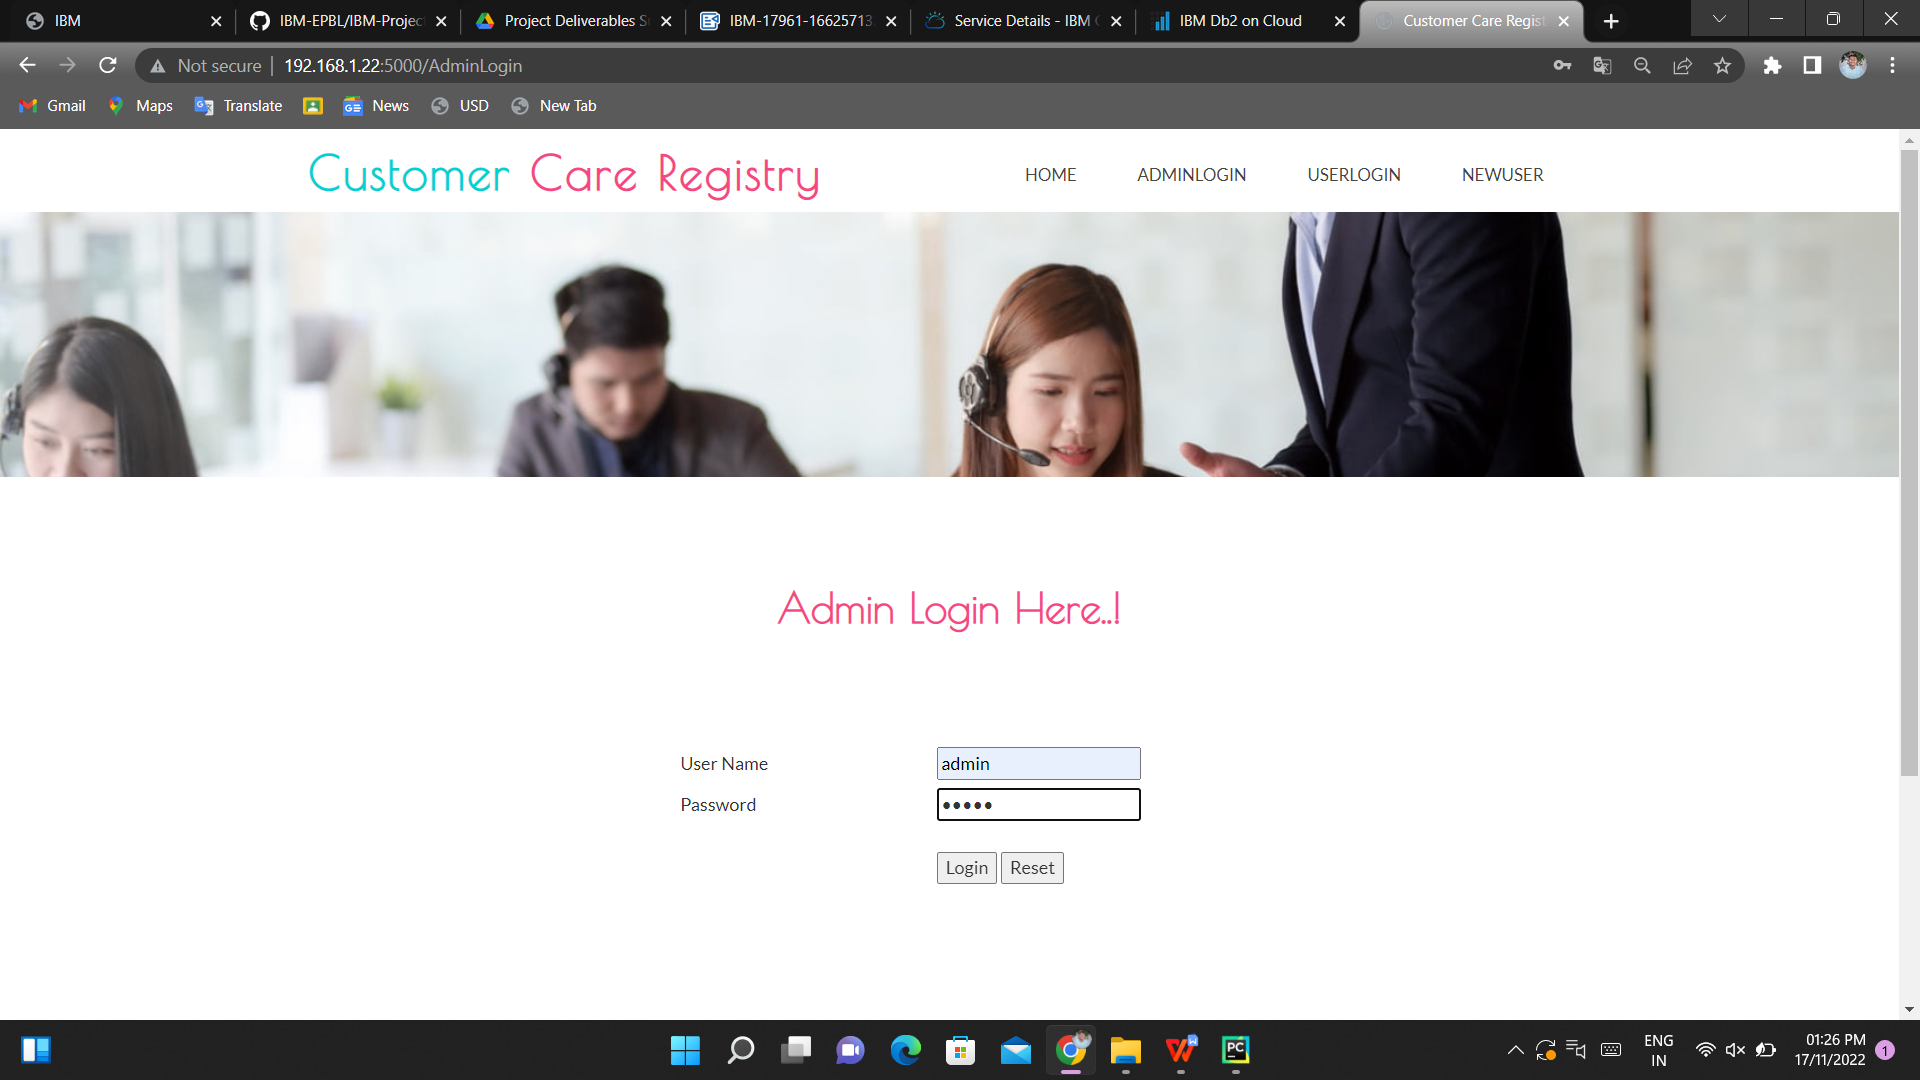 IBM
IBM-EPBL/IBM-Projec
Project Deliverables S
IBM-17961-16625713
Service Details - IBM
IBM Db2 on Cloud
Customer Care Regist
Not secure
192.168.1.22:5000/AdminLogin
Gmail
Maps
Translate
News
USD
New Tab
Customer Care Registry
HOME
ADMINLOGIN
USERLOGIN
NEWUSER
Admin Login Here..!
User Name
admin
Password
•••••
Login
Reset
PC
ENG
IN
01:26 PM
17/11/2022
1